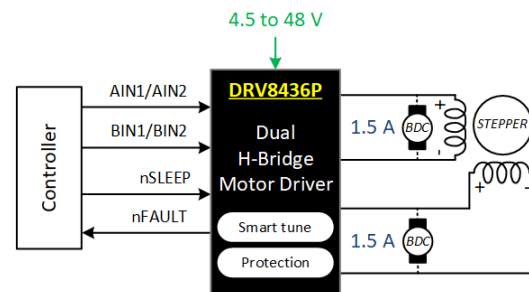 4.5 to 48 V
Controller
AIN1/AIN2
BIN1/BIN2
nSLEEP
nFAULT
DRV8436P
Dual
H-Bridge
Motor Driver
Smart tune
Protection
1.5 A
BDC
+
-
STEPPER
+
-
1.5 A
BDC